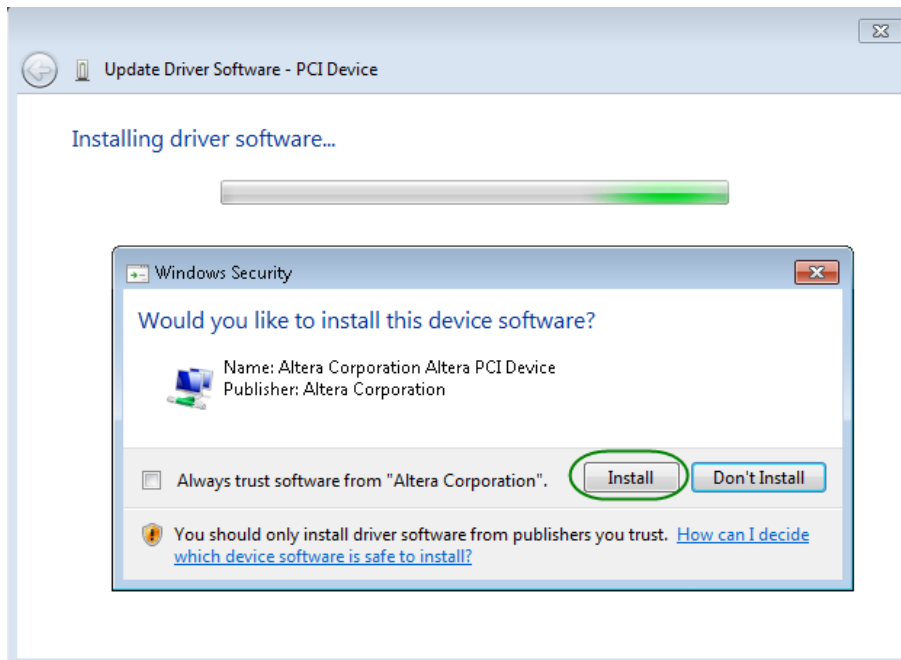 Update Driver Software - PCI Device
Installing driver software...
Windows Security
Would you like to install this device software?
Name: Altera Corporation Altera PCI Device
Publisher: Altera Corporation
Always trust software from "Altera Corporation".
Install
Don't Install
You should only install driver software from publishers you trust. How can I decide
which device software is safe to install?